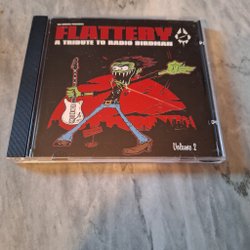 FLATTERY
A TRIBUTE TO RADIO BIRDMAN
Volume 2